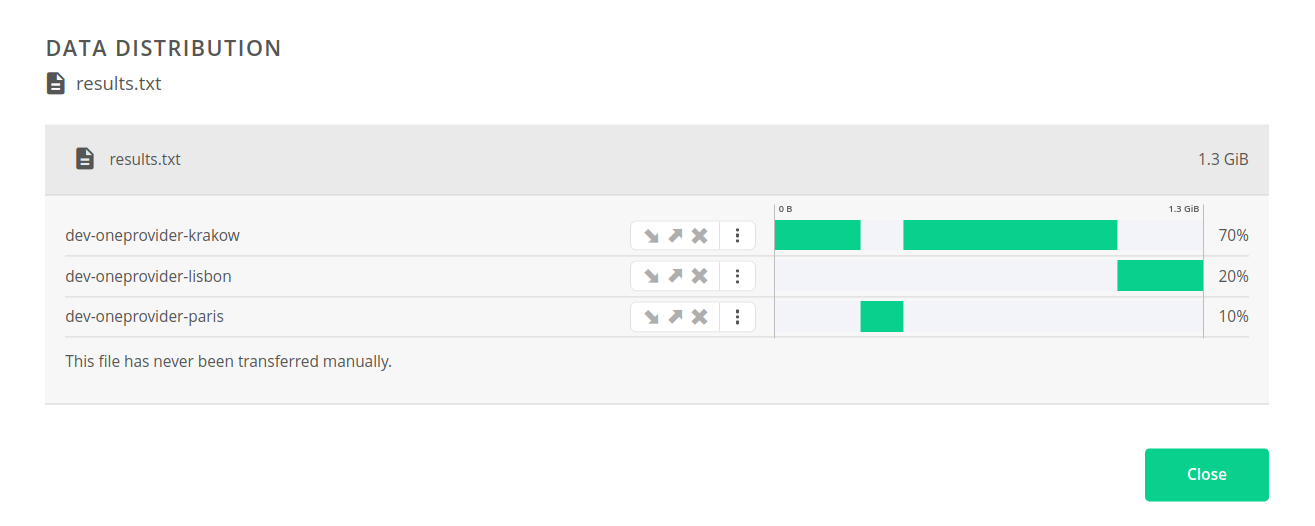 DATA DISTRIBUTION
results.txt
results.txt 1.3 GiB
0 B 1.3 GiB
dev-oneprovider-krakow 70%
dev-oneprovider-lisbon 20%
dev-oneprovider-paris 10%
This file has never been transferred manually.
Close